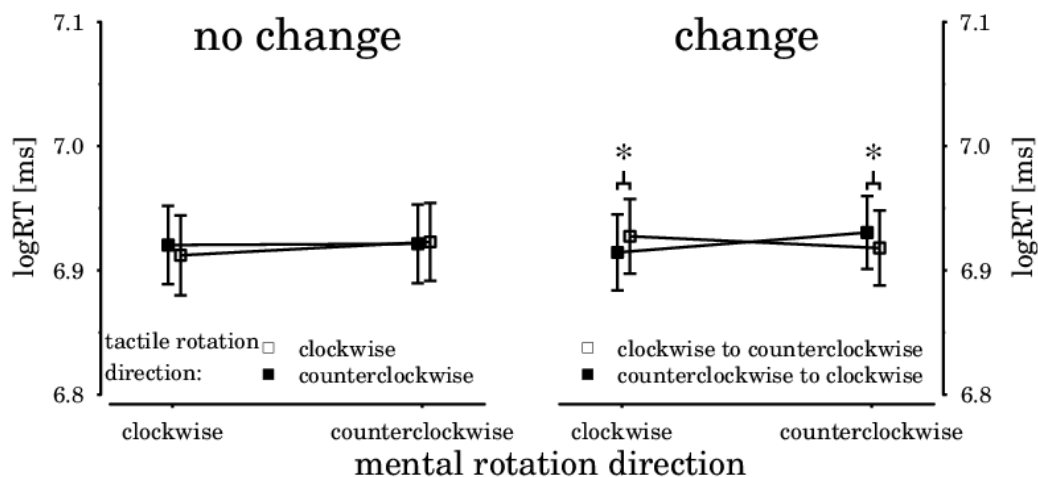 7.1
no change
change
7.1
7.0
*
*
7.0
logRT [ms]
logRT [ms]
6.9
6.9
tactile rotation
direction:
clockwise
counterclockwise
clockwise to counterclockwise
counterclockwise to clockwise
6.8
6.8
clockwise
counterclockwise
clockwise
counterclockwise
mental rotation direction